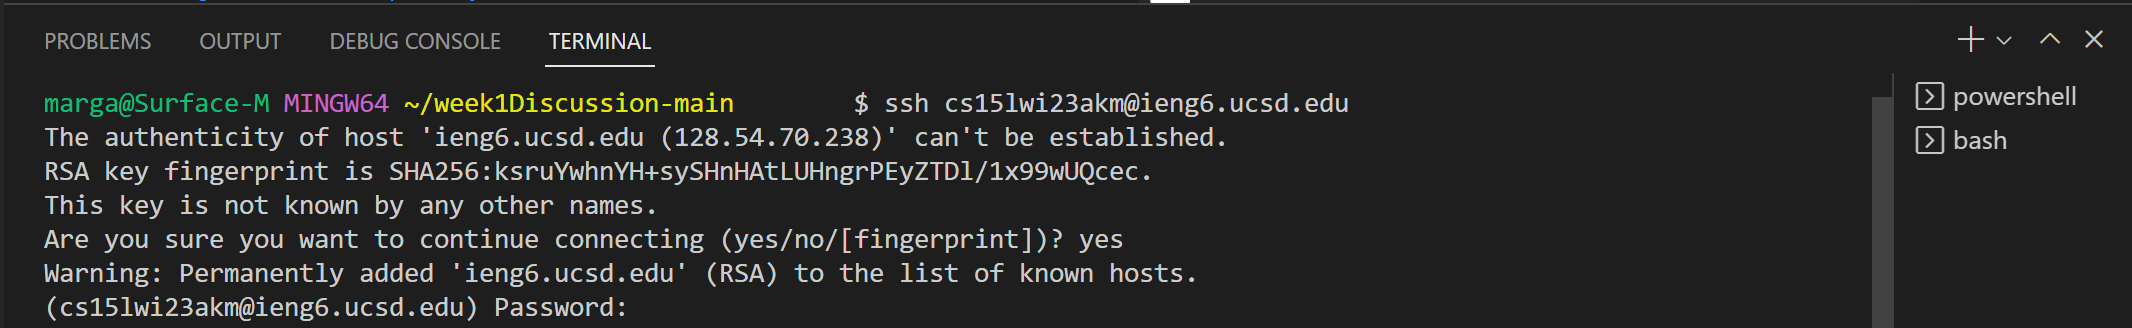 PROBLEMS OUTPUT DEBUG CONSOLE TERMINAL
marga@Surface-M MINGW64 ~/week1Discussion-main $ ssh cs15lwi23akm@ieng6.ucsd.edu
The authenticity of host 'ieng6.ucsd.edu (128.54.70.238)' can't be established.
RSA key fingerprint is SHA256:ksruYwhnYH+sySHnHAtLUHngrPEyZTDl/1x99wUQcec.
This key is not known by any other names.
Are you sure you want to continue connecting (yes/no/[fingerprint])? yes
Warning: Permanently added 'ieng6.ucsd.edu' (RSA) to the list of known hosts.
(cs15lwi23akm@ieng6.ucsd.edu) Password:
powershell
bash